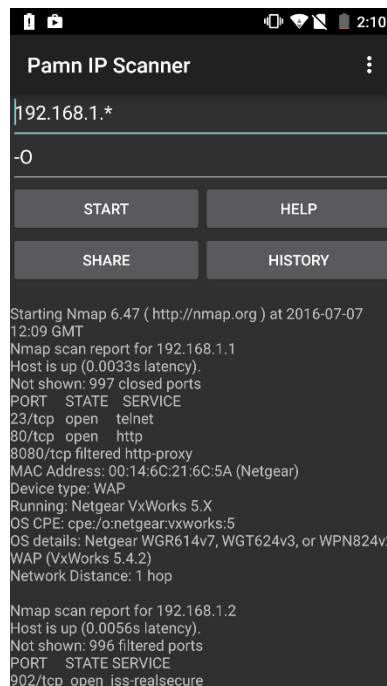 2:10
Pamn IP Scanner
192.168.1.*
-O
START HELP
SHARE HISTORY
Starting Nmap 6.47 ( http://nmap.org ) at 2016-07-07
12:09 GMT
Nmap scan report for 192.168.1.1
Host is up (0.0033s latency).
Not shown: 997 closed ports
PORT STATE SERVICE
23/tcp open telnet
80/tcp open http
8080/tcp filtered http-proxy
MAC Address: 00:14:6C:21:6C:5A (Netgear)
Device type: WAP
Running: Netgear VxWorks 5.X
OS CPE: cpe:/o:netgear:vxworks:5
OS details: Netgear WGR614v7, WGT624v3, or WPN824v
WAP (VxWorks 5.4.2)
Network Distance: 1 hop
Nmap scan report for 192.168.1.2
Host is up (0.0056s latency).
Not shown: 996 filtered ports
PORT STATE SERVICE
902/tcp open iss-realsecure